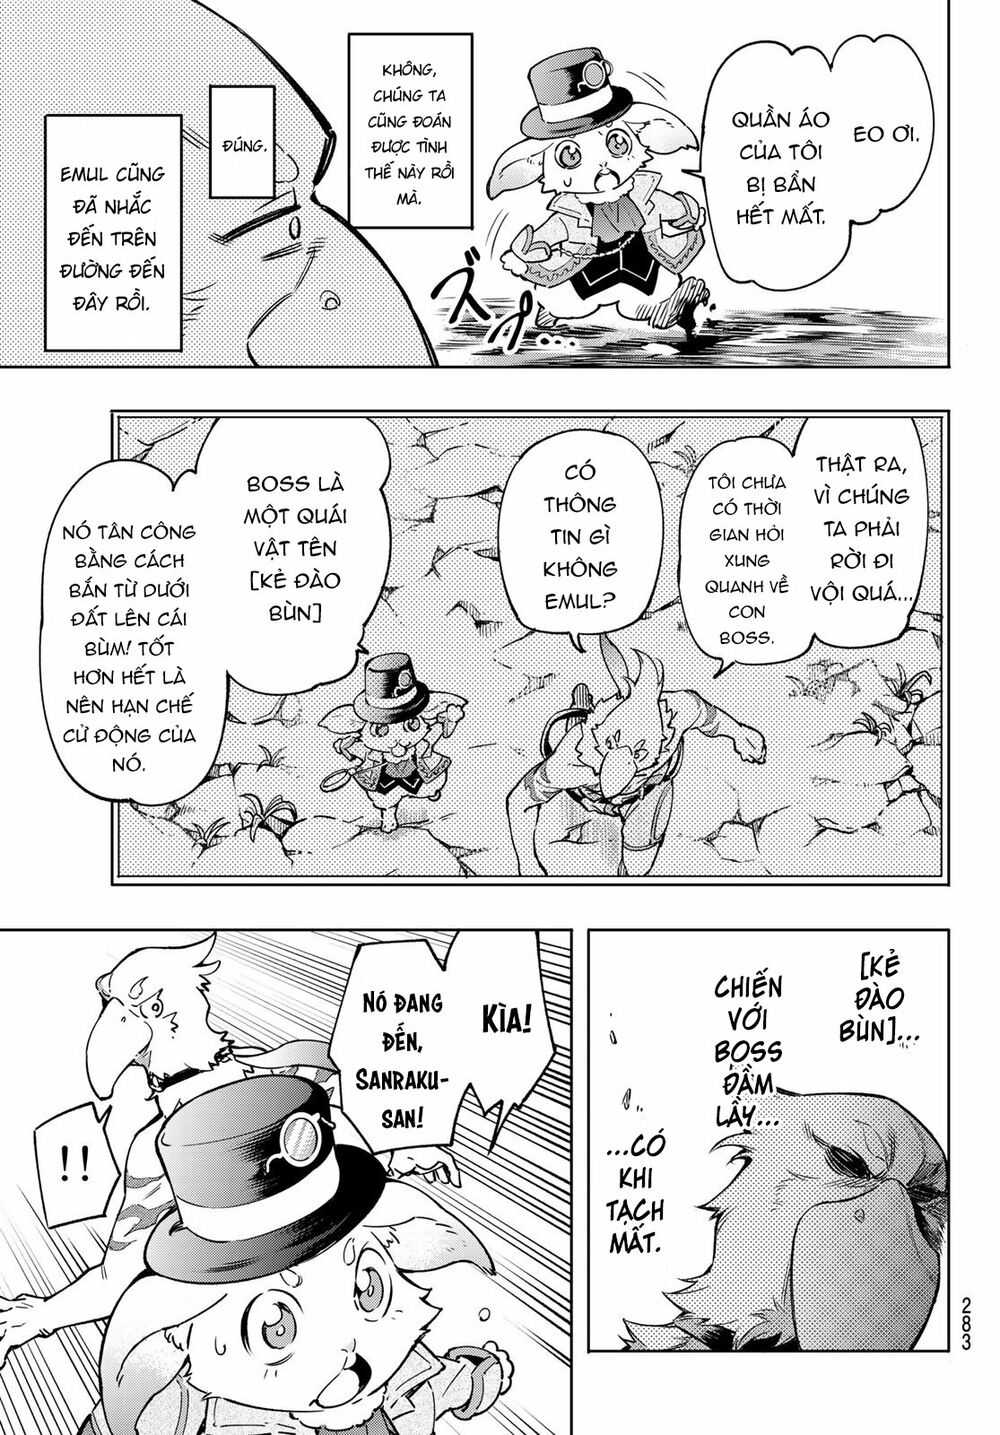 EO ƠI.
QUẦN ÁO
CỦA TÔI
BỊ BẨN
HẾT MẤT.
ズプ...
KHÔNG,
CHÚNG TA
CŨNG ĐOÁN
ĐƯỢC TÌNH
THẾ NÀY RỒI
MÀ.
ĐÚNG.
EMUL CŨNG
ĐÃ NHẮC
ĐẾN TRÊN
ĐƯỜNG ĐẾN
ĐÂY RỒI.
THẬT RA,
VÌ CHÚNG
TA PHẢI
RỜI ĐI
VỘI QUÁ...
TÔI CHƯA
CÓ THỜI
GIAN HỎI
XUNG
QUANH VỀ
CON
BOSS.
CÓ
THÔNG
TIN GÌ
KHÔNG
EMUL?
BOSS LÀ
MỘT QUÁI
VẬT TÊN
[KẺ ĐÀO
BÙN]
NÓ TÂN CÔNG
BẰNG CÁCH
BẮN TỪ DƯỚI
ĐẤT LÊN CÁI
BÙM! TỐT
HƠN HẾT LÀ
NÊN HẠN CHẾ
CỬ ĐỘNG CỦA
NÓ.
[KẺ
ĐÀO
BÙN]...
CHIẾN
VỚI
BOSS
ĐẦM
LẦY...
...CÓ
KHI
TẠCH
MẤT.
KÌA!
NÓ ĐANG
ĐẾN,
SANRAKU-
SAN!
!!
283